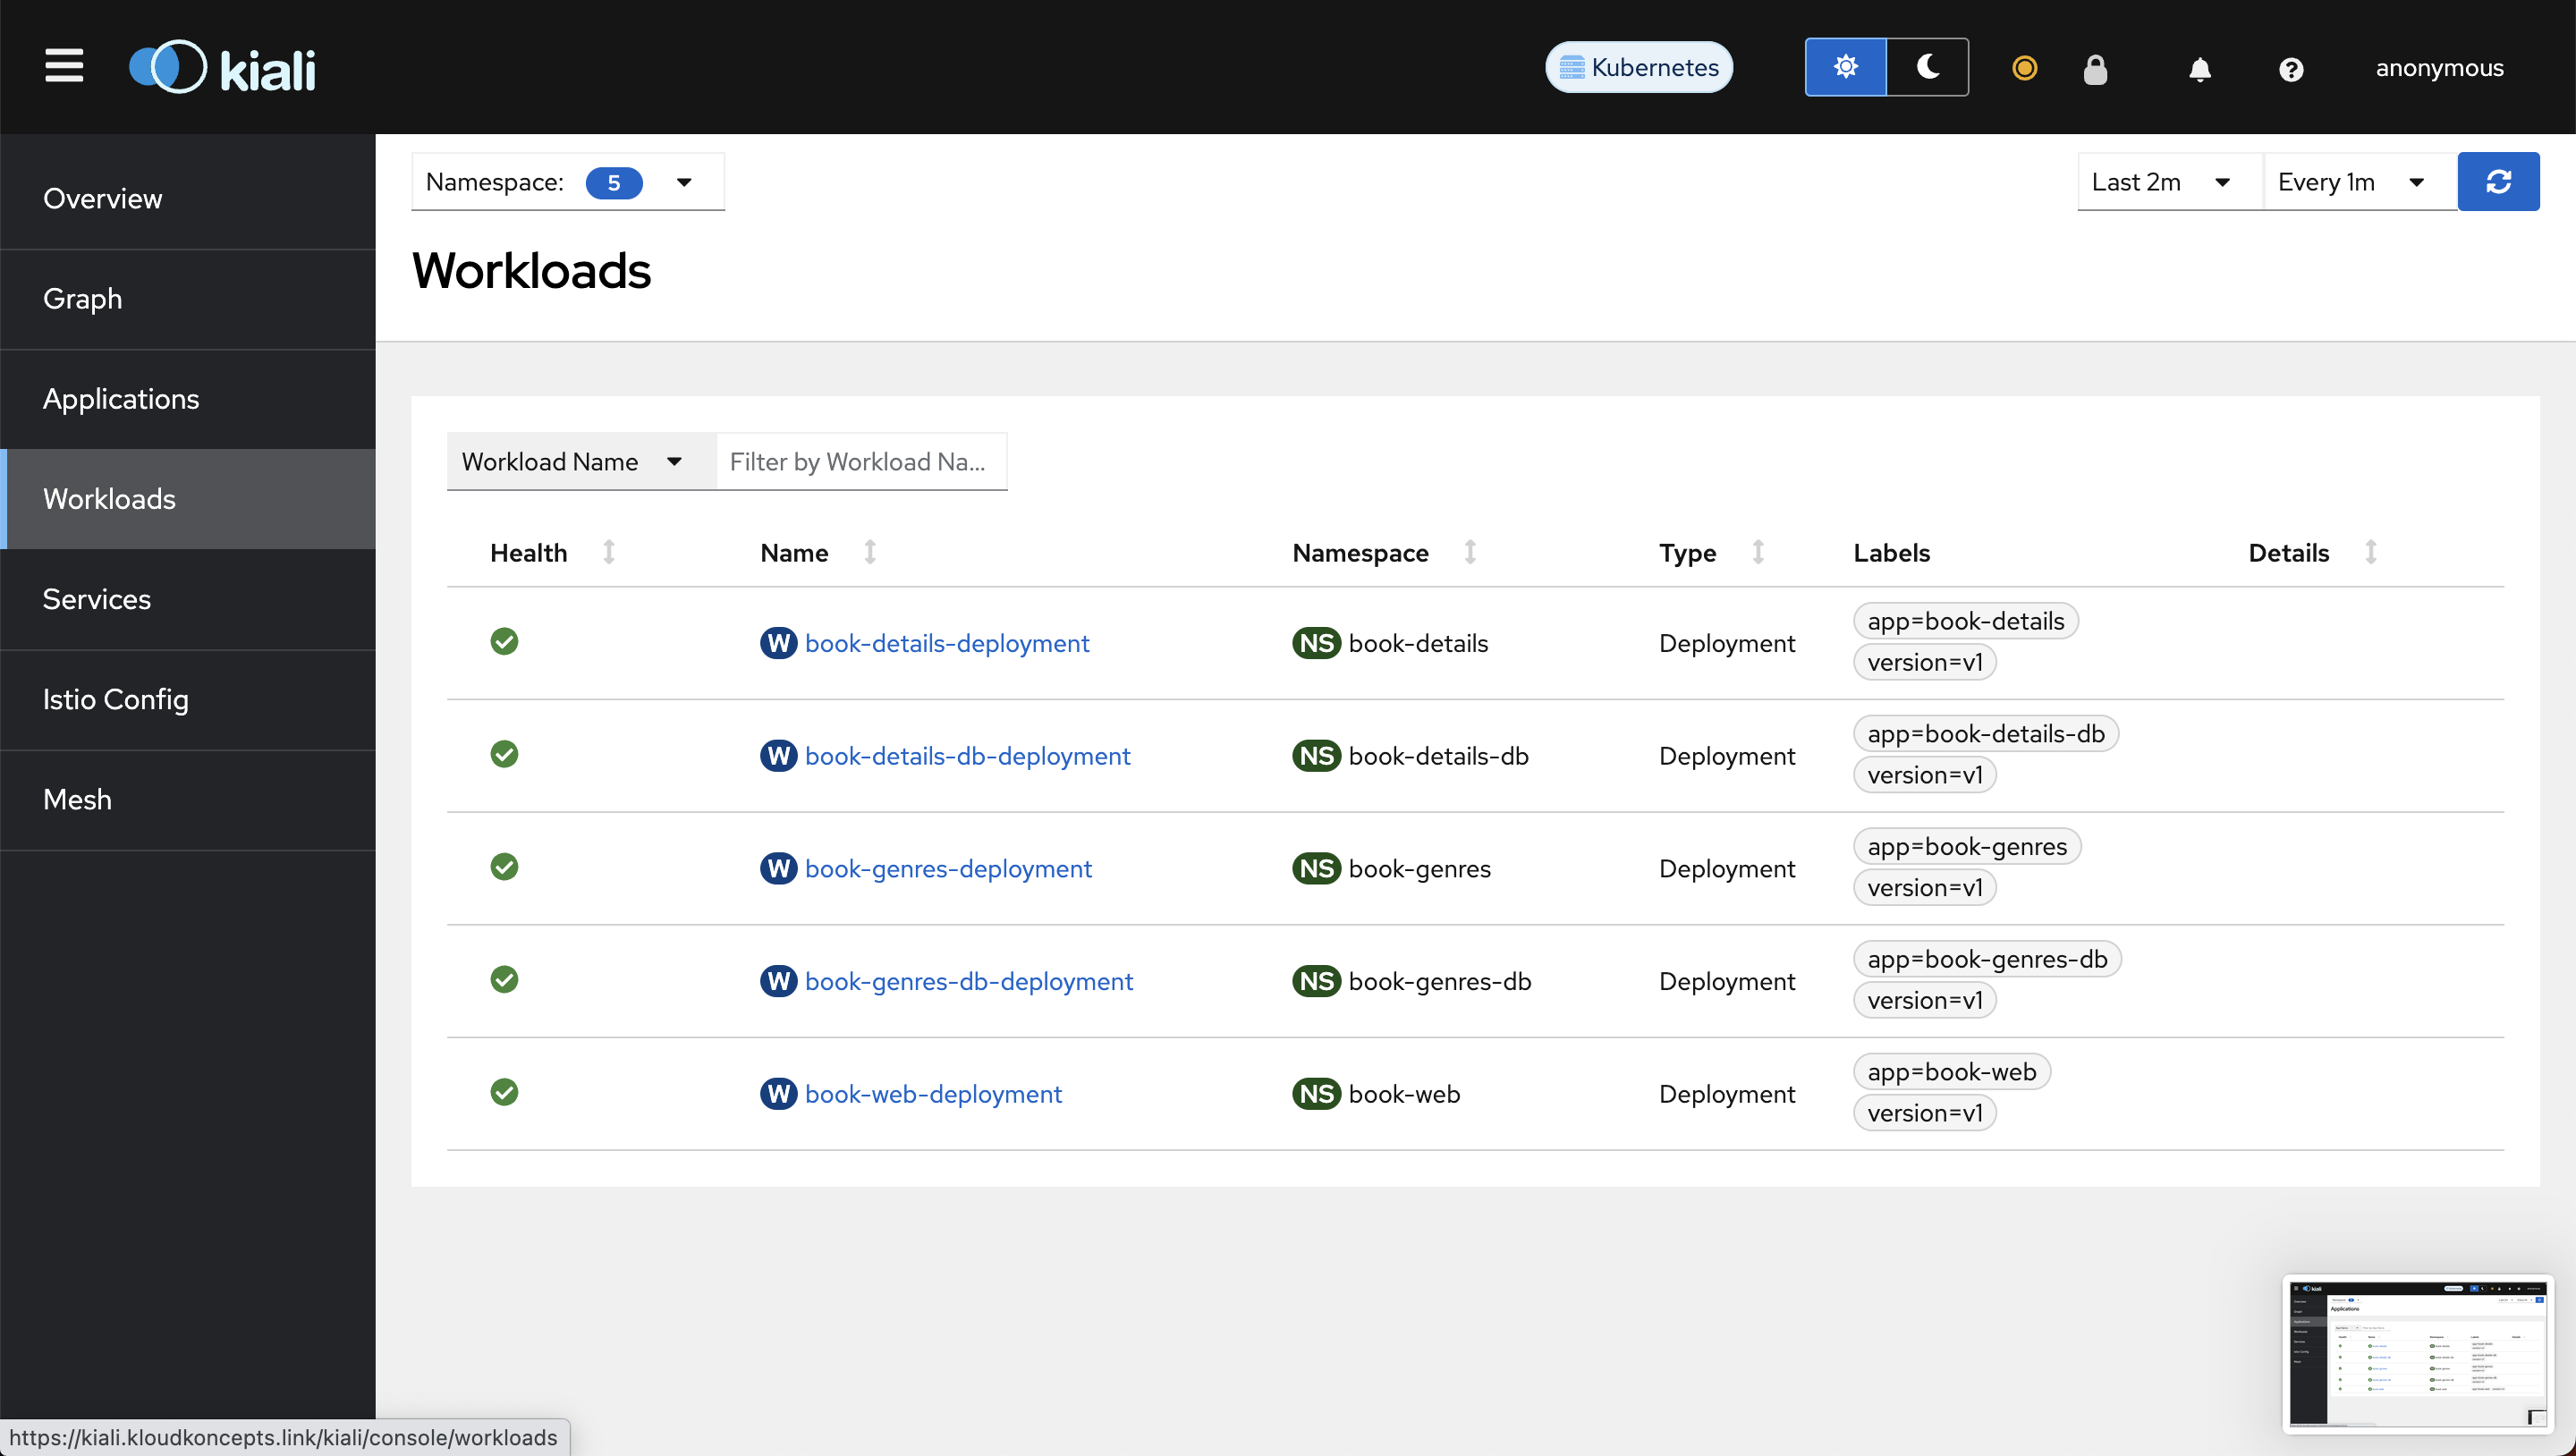 kiali
Kubernetes
anonymous
Overview
Graph
Applications
Workloads
Services
Istio Config
Mesh
Namespace: 5
Last 2m
Every 1m
Workloads
Workload Name
Filter by Workload Na...
Health Name Namespace Type Labels Details
W book-details-deployment NS book-details Deployment app=book-details
version=v1
W book-details-db-deployment NS book-details-db Deployment app=book-details-db
version=v1
W book-genres-deployment NS book-genres Deployment app=book-genres
version=v1
W book-genres-db-deployment NS book-genres-db Deployment app=book-genres-db
version=v1
W book-web-deployment NS book-web Deployment app=book-web
version=v1
kiali
Applications
https://kiali.kloudkoncepts.link/kiali/console/workloads